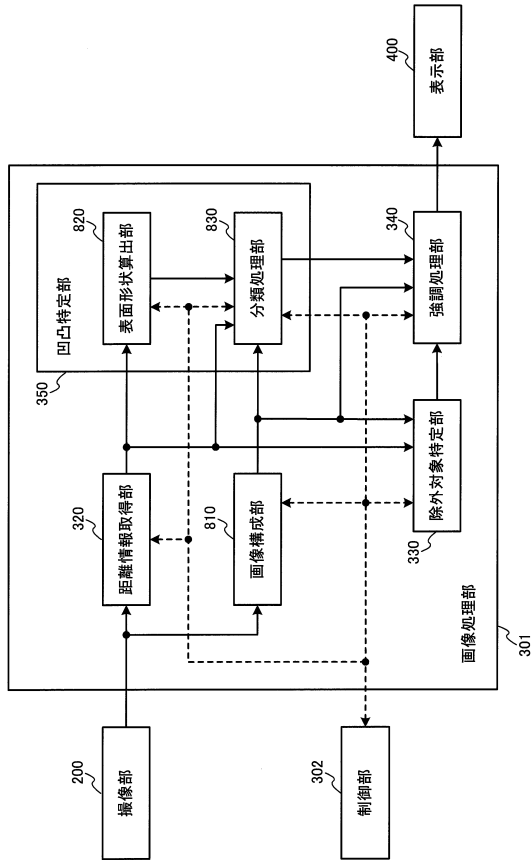 200
撮像部
302
制御部
画像処理部
301
320
距離情報取得部
810
画像構成部
330
除外対象特定部
350
凹凸特定部
820
表面形状算出部
830
分類処理部
340
強調処理部
400
表示部